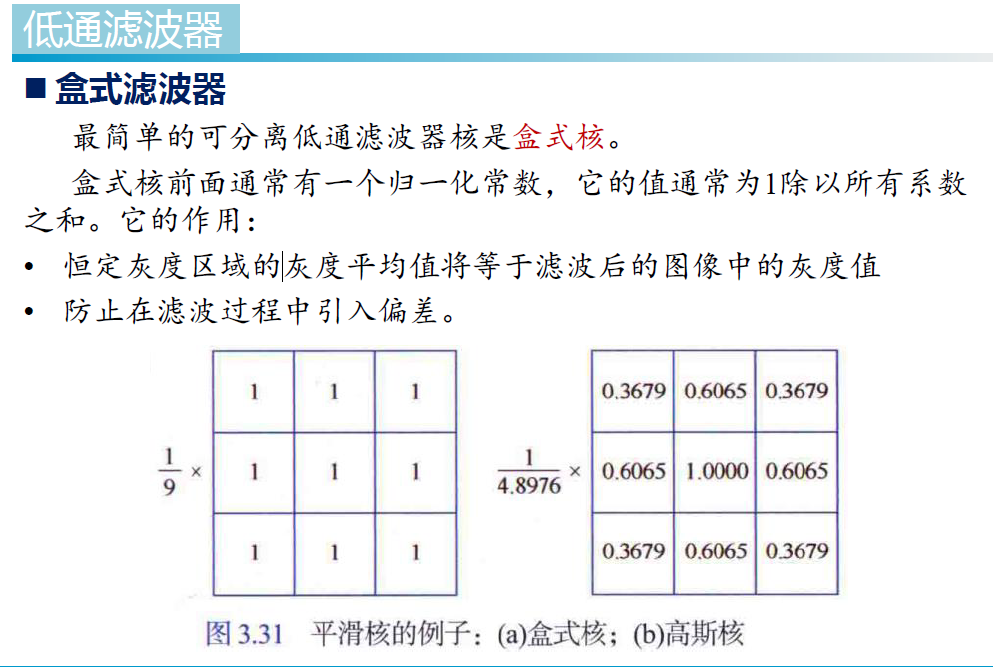 低通滤波器
■ 盒式滤波器
最简单的可分离低通滤波器核是盒式核。
盒式核前面通常有一个归一化常数，它的值通常为1除以所有系数
之和。它的作用：
• 恒定灰度区域的灰度平均值将等于滤波后的图像中的灰度值
• 防止在滤波过程中引入偏差。
1 1 1
1/9 × 1 1 1
1 1 1
0.3679 0.6065 0.3679
1/4.8976 × 0.6065 1.0000 0.6065
0.3679 0.6065 0.3679
图 3.31 平滑核的例子：(a)盒式核；(b)高斯核